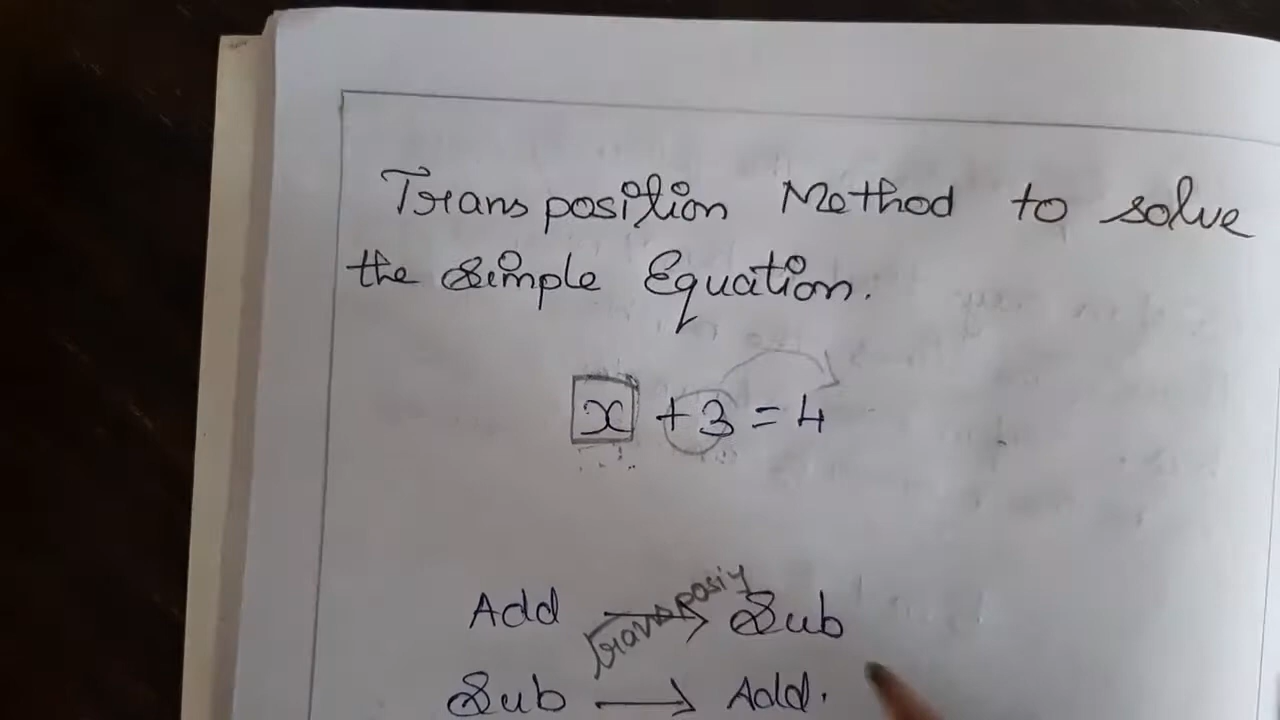 Transposition Method to solve
the simple Equation.
x + 3 = 4
Add → Sub
Sub → Add.